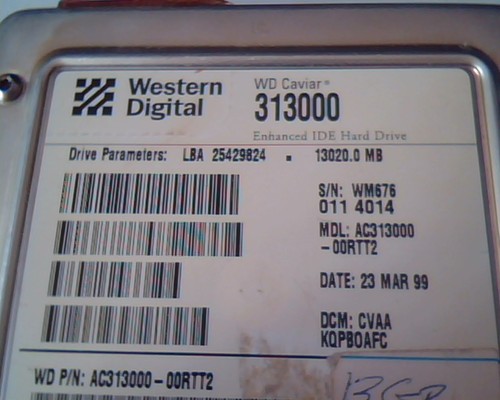 Western
Digital
WD Caviar®
313000
Enhanced IDE Hard Drive
Drive Parameters: LBA 25429824 ▪ 13020.0 MB
S/N: WM676
011 4014
MDL: AC313000
-00RTT2
DATE: 23 MAR 99
DCM: CVAA
KQPBOAFC
WD P/N: AC313000-00RTT2